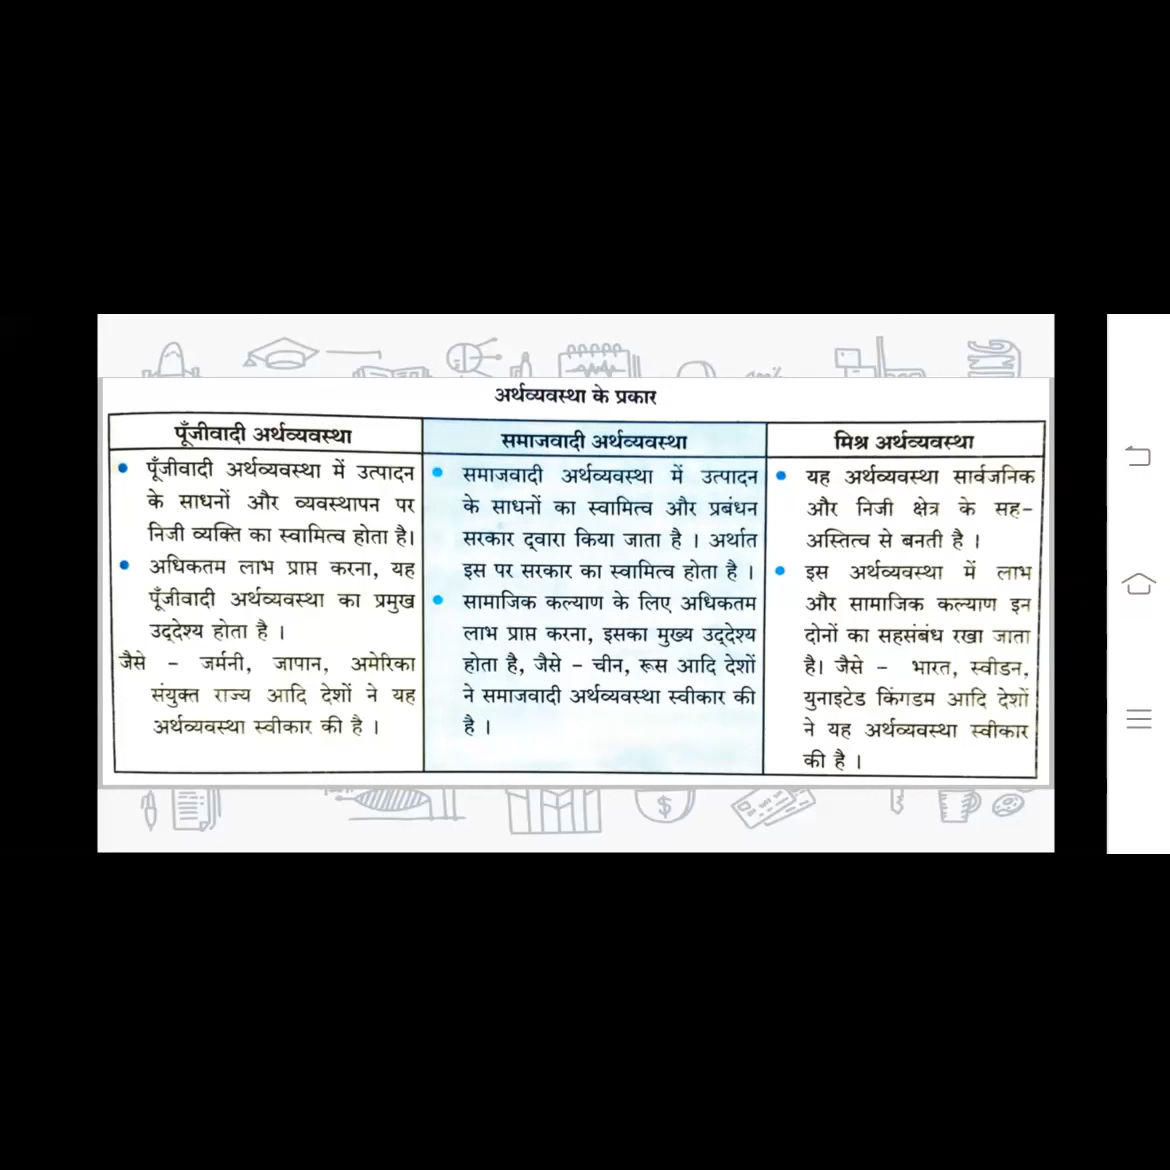 अर्थव्यवस्था के प्रकार
पूँजीवादी अर्थव्यवस्था
पूँजीवादी अर्थव्यवस्था में उत्पादन
के साधनों और व्यवस्थापन पर
निजी व्यक्ति का स्वामित्व होता है।
अधिकतम लाभ प्राप्त करना, यह
पूँजीवादी अर्थव्यवस्था का प्रमुख
उद्‌देश्य होता है ।
जैसे - जर्मनी, जापान, अमेरिका
संयुक्त राज्य आदि देशों ने यह
अर्थव्यवस्था स्वीकार की है ।
समाजवादी अर्थव्यवस्था
समाजवादी अर्थव्यवस्था में उत्पादन
के साधनों का स्वामित्व और प्रबंधन
सरकार द्‌वारा किया जाता है । अर्थात
इस पर सरकार का स्वामित्व होता है ।
सामाजिक कल्याण के लिए अधिकतम
लाभ प्राप्त करना, इसका मुख्य उद्‌देश्य
होता है, जैसे - चीन, रूस आदि देशों
ने समाजवादी अर्थव्यवस्था स्वीकार की
है ।
मिश्र अर्थव्यवस्था
यह अर्थव्यवस्था सार्वजनिक
और निजी क्षेत्र के सह-
अस्तित्व से बनती है ।
इस अर्थव्यवस्था में लाभ
और सामाजिक कल्याण इन
दोनों का सहसंबंध रखा जाता
है। जैसे - भारत, स्वीडन,
युनाइटेड किंगडम आदि देशों
ने यह अर्थव्यवस्था स्वीकार
की है ।